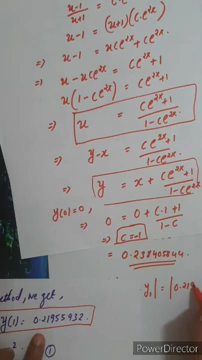 u-1 / u+1 = C.e^2x
u-1 = (u+1)(C.e^2x)
=> u-1 = uCe^2x + Ce^2x
=> u-uCe^2x = Ce^2x+1
u(1-Ce^2x) = Ce^2x+1
=> u = Ce^2x+1 / 1-Ce^2x
=> y-x = Ce^2x+1 / 1-Ce^2x
=> y = x + Ce^2x+1 / 1-Ce^2x
y(0)=0, => 0 = 0 + C.1+1 / 1-C
=> C=-1
= 0.238405844
method, we get,
y(1) = 0.21955932.
y1| = |0.219
①